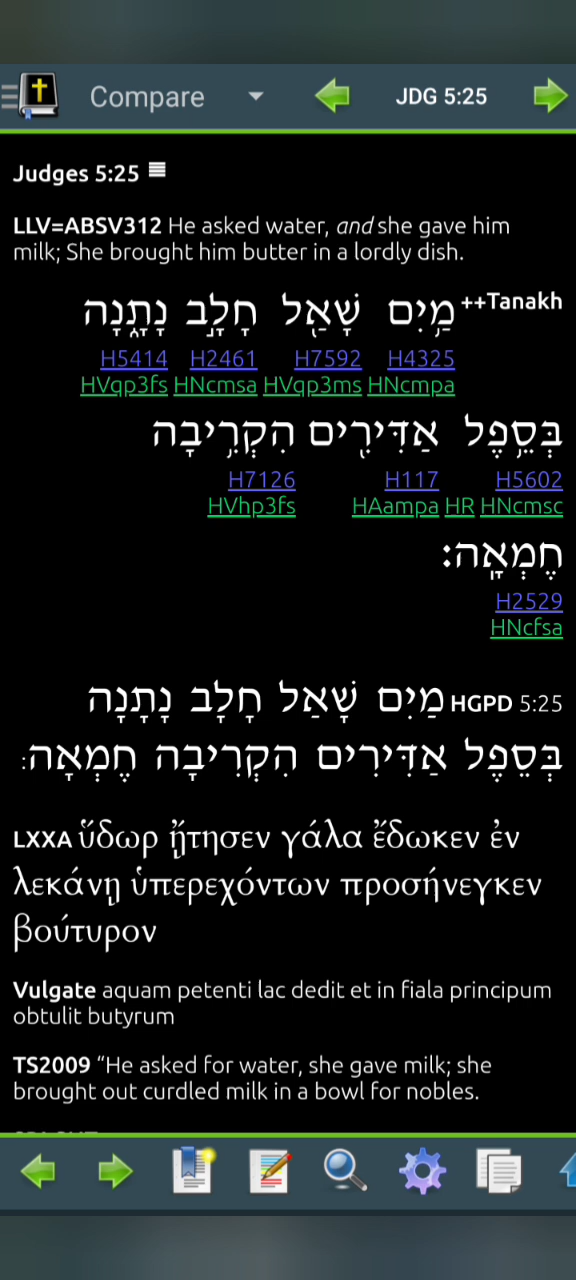 Compare JDG 5:25
Judges 5:25
LLV=ABSV312 He asked water, and she gave him
milk; She brought him butter in a lordly dish.
++Tanakh מַ֥יִם שָׁאַ֖ל חָלָ֣ב נָתָ֑נָה
H4325 H7592 H2461 H5414
HNcmpa HVqp3ms HNcmsa HVqp3fs
בְּסֵ֥פֶל אַדִּירִ֖ים הִקְרִ֥יבָה
H5602 H117 H7126
HNcmsc HR HAampa HVhp3fs
חֶמְאָֽה׃
H2529
HNcfsa
HGPD 5:25 מַיִם שָׁאַל חָלָב נָתָנָה
בְּסֵפֶל אַדִּירִים הִקְרִיבָה חֶמְאָה׃
LXXA ὕδωρ ᾔτησεν γάλα ἔδωκεν ἐν
λεκάνῃ ὑπερεχόντων προσήνεγκεν
βούτυρον
Vulgate aquam petenti lac dedit et in fiala principum
obtulit butyrum
TS2009 “He asked for water, she gave milk; she
brought out curdled milk in a bowl for nobles.